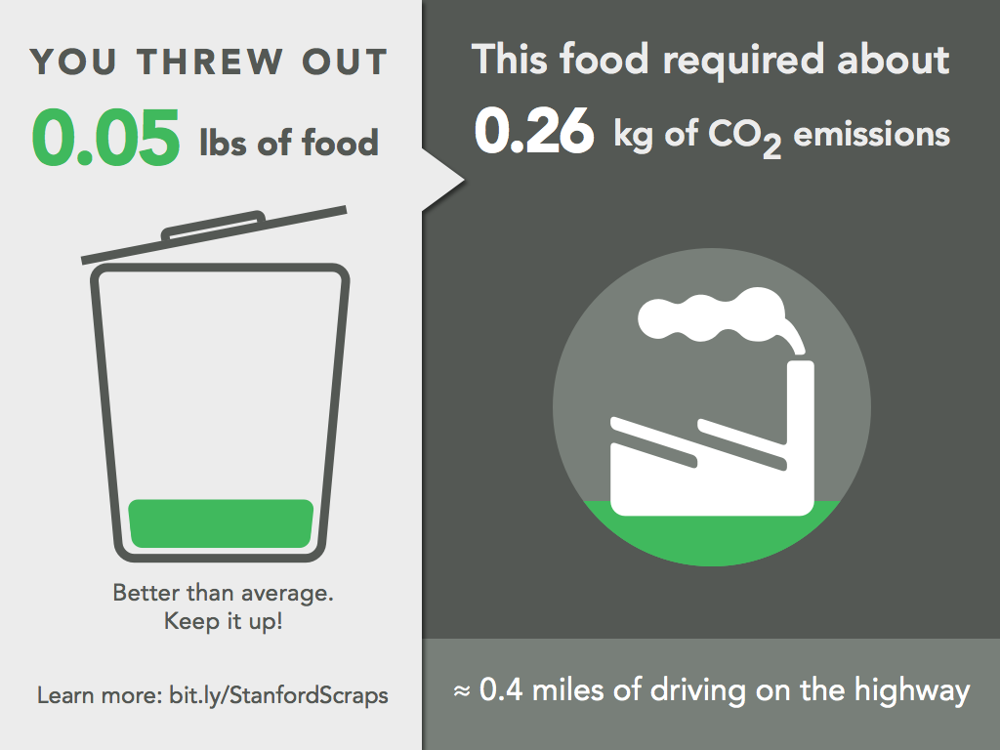 YOU THREW OUT
0.05 lbs of food
Better than average.
Keep it up!
Learn more: bit.ly/StanfordScraps
This food required about
0.26 kg of CO2 emissions
≈ 0.4 miles of driving on the highway